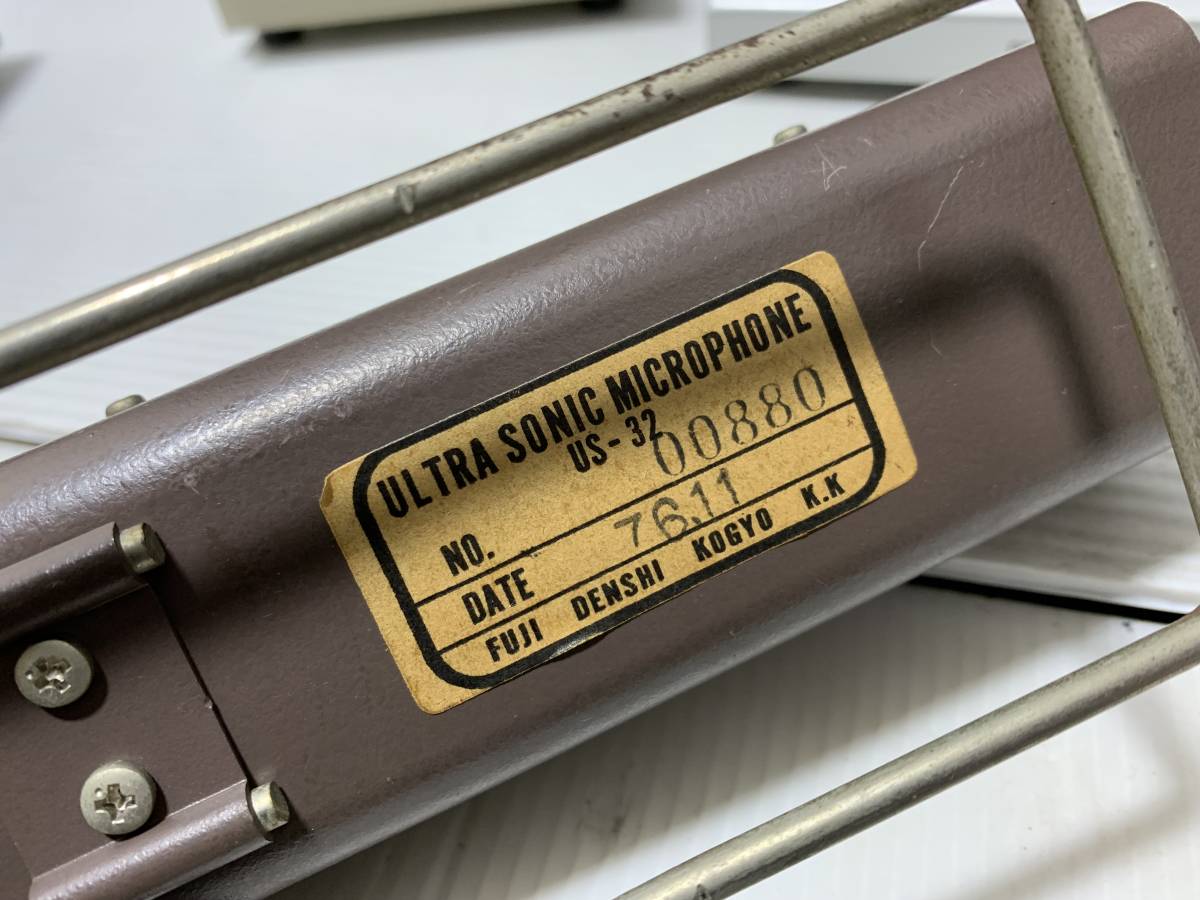 ULTRA SONIC MICROPHONE
US-32
NO. 00880
DATE 76.11
FUJI DENSHI KOGYO K.K